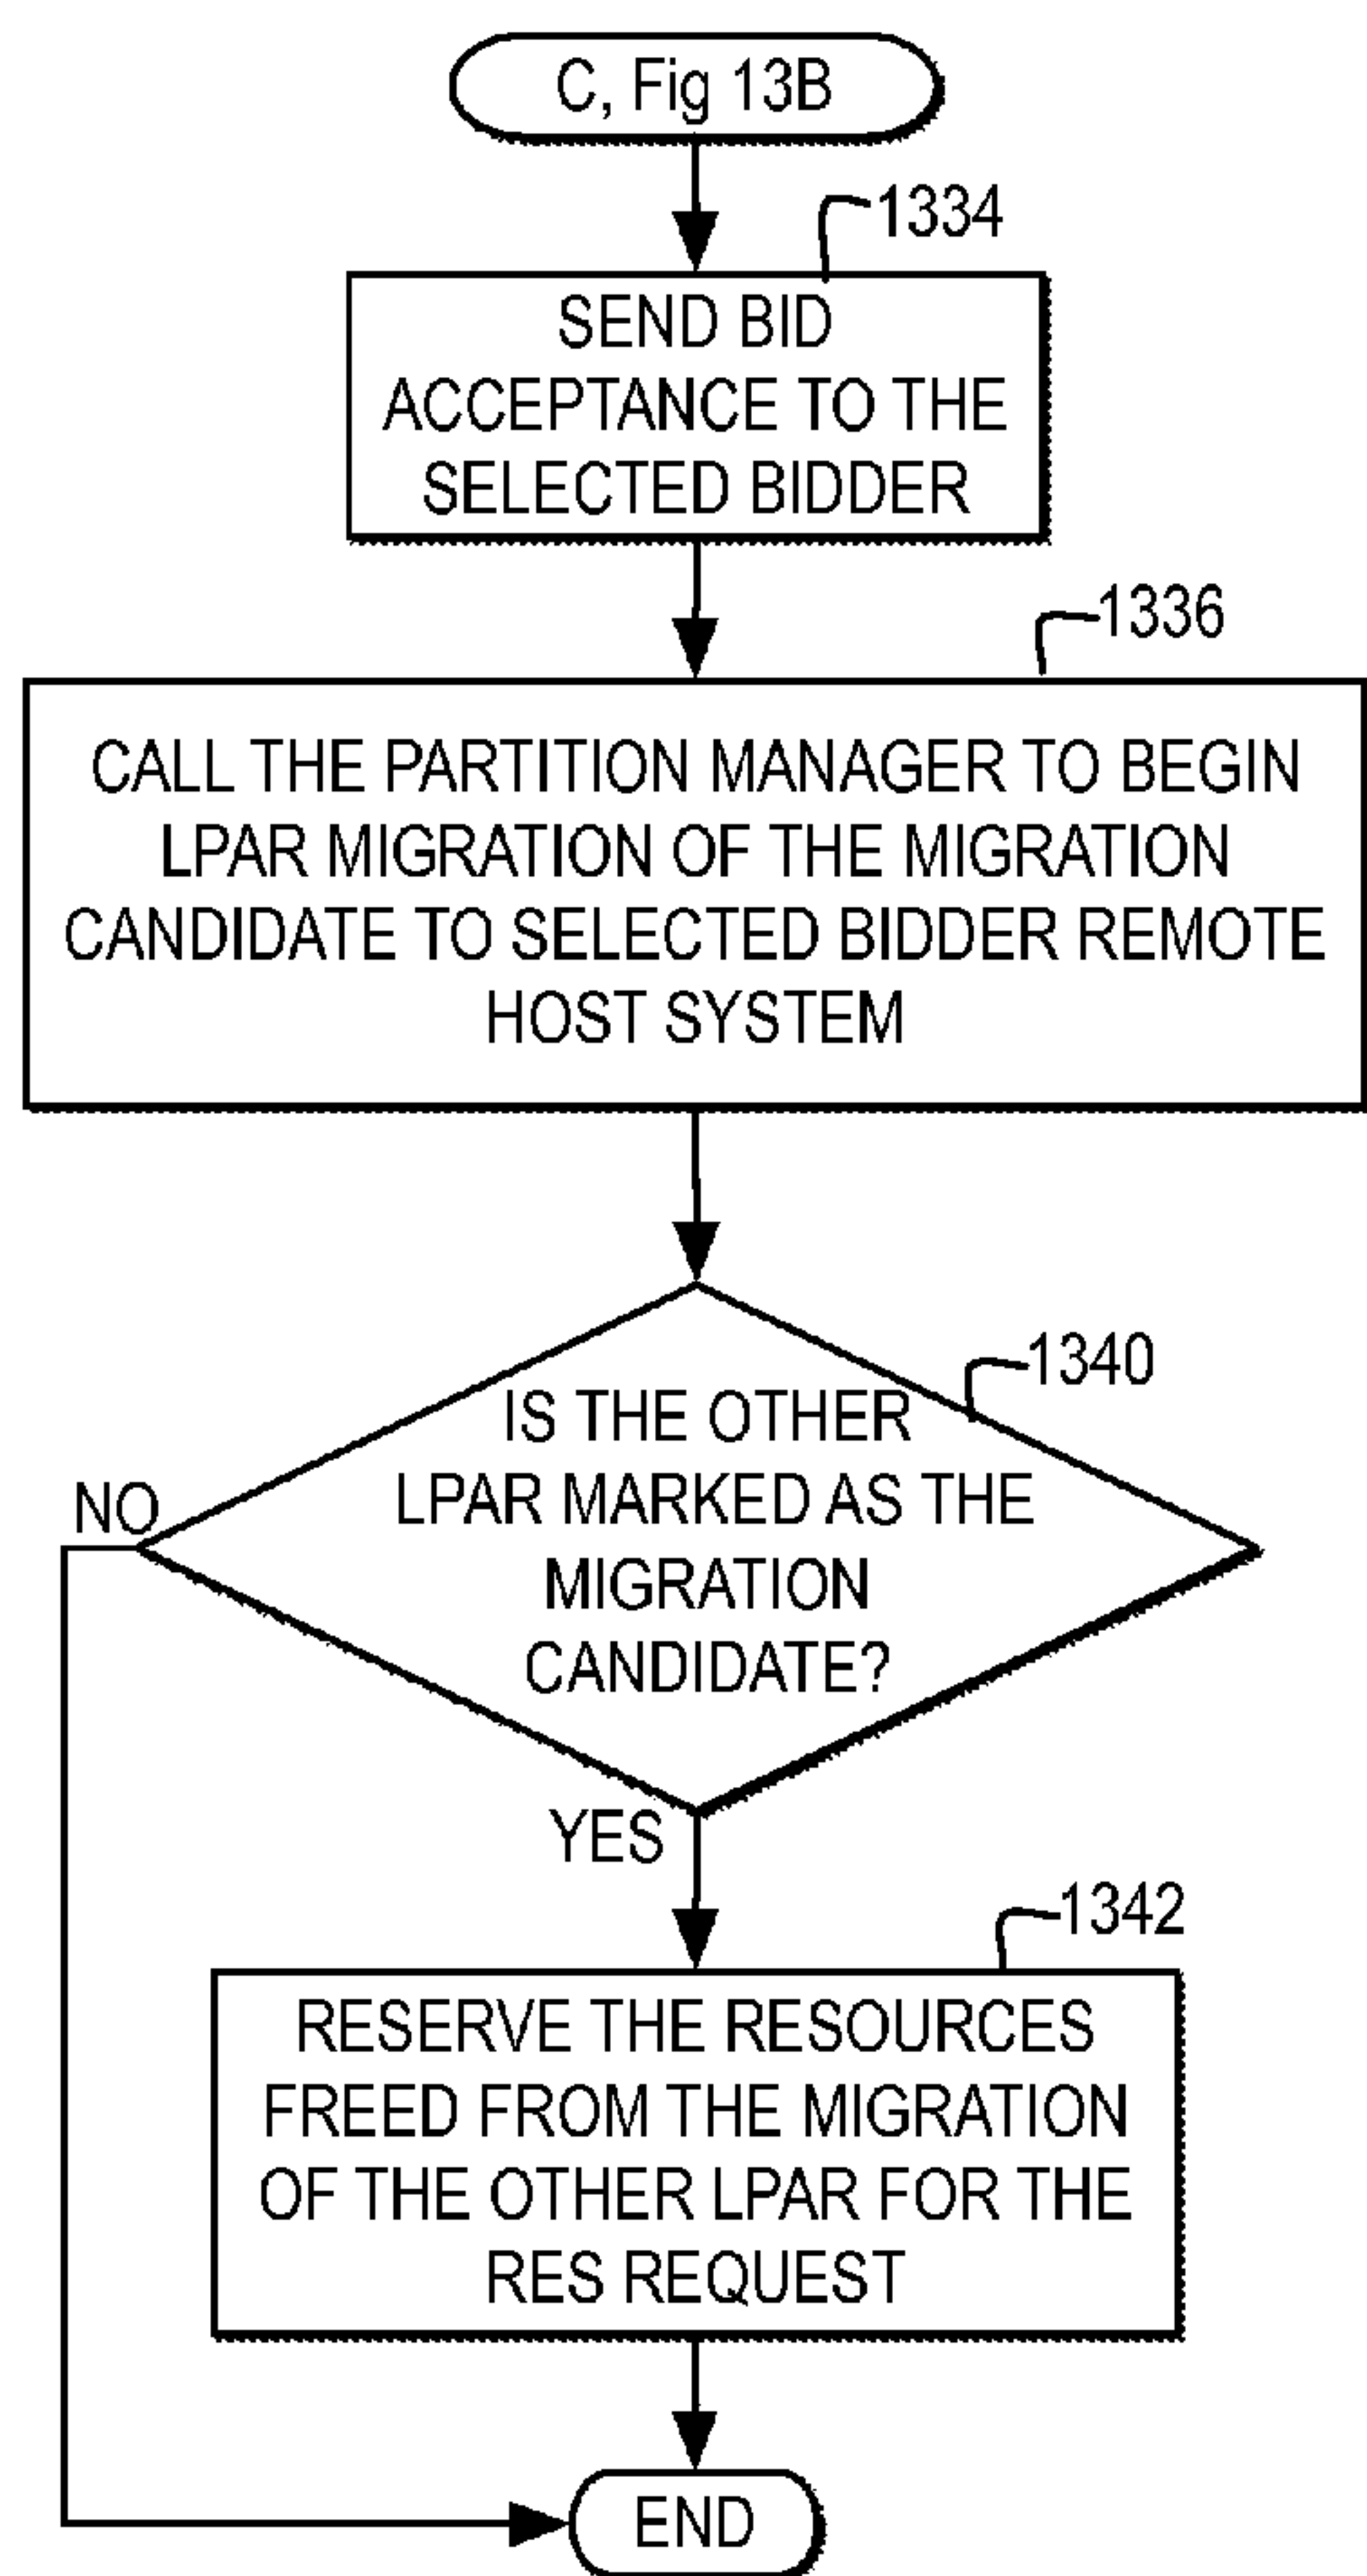 C, Fig 13B
1334
SEND BID
ACCEPTANCE TO THE
SELECTED BIDDER
1336
CALL THE PARTITION MANAGER TO BEGIN
LPAR MIGRATION OF THE MIGRATION
CANDIDATE TO SELECTED BIDDER REMOTE
HOST SYSTEM
1340
IS THE OTHER
LPAR MARKED AS THE
MIGRATION
CANDIDATE?
NO
YES
1342
RESERVE THE RESOURCES
FREED FROM THE MIGRATION
OF THE OTHER LPAR FOR THE
RES REQUEST
END